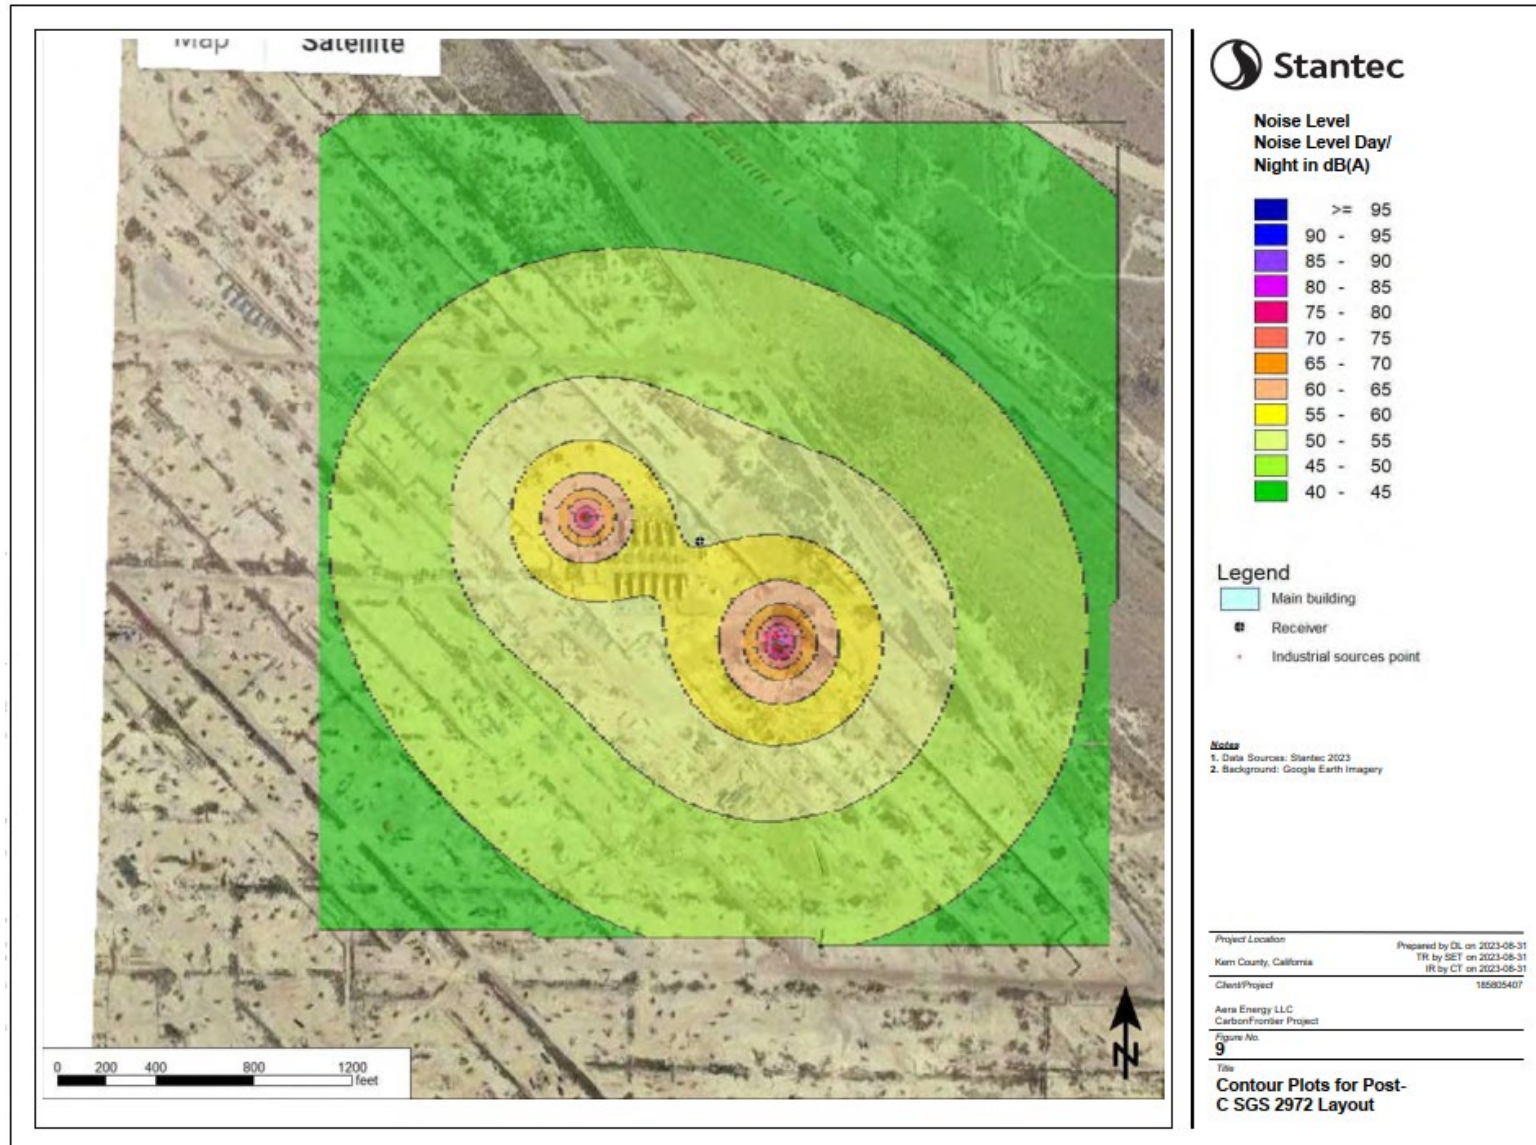 Map Satellite
Stantec
Noise Level
Noise Level Day/
Night in dB(A)
>= 95
90 - 95
85 - 90
80 - 85
75 - 80
70 - 75
65 - 70
60 - 65
55 - 60
50 - 55
45 - 50
40 - 45
Legend
Main building
Receiver
Industrial sources point
Notes
1. Data Sources: Stantec 2023
2. Background: Google Earth Imagery
N
0 200 400 800 1200
feet
Project Location
Kern County, California
Prepared by DL on 2023-08-31
TR by SET on 2023-08-31
IR by CT on 2023-08-31
Client/Project
185805407
Aera Energy LLC
CarbonFrontier Project
Figure No.
9
Title
Contour Plots for Post-
C SGS 2972 Layout